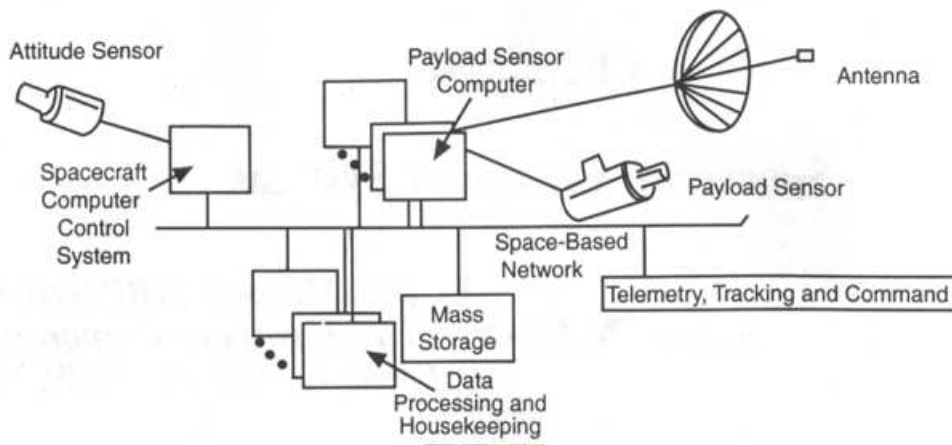 Attitude Sensor
Payload Sensor
Computer
Antenna
Spacecraft
Computer
Control
System
Payload Sensor
Space-Based
Network
Telemetry, Tracking and Command
Mass
Storage
Data
Processing and
Housekeeping